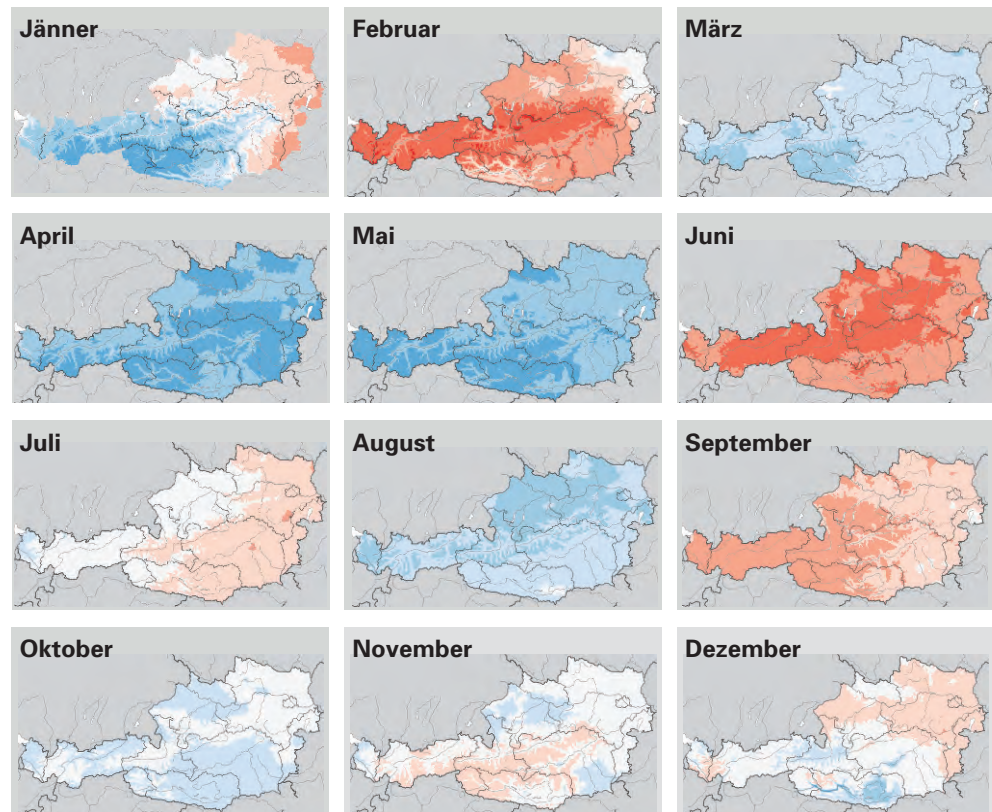 Jänner
Februar
März
April
Mai
Juni
Juli
August
September
Oktober
November
Dezember